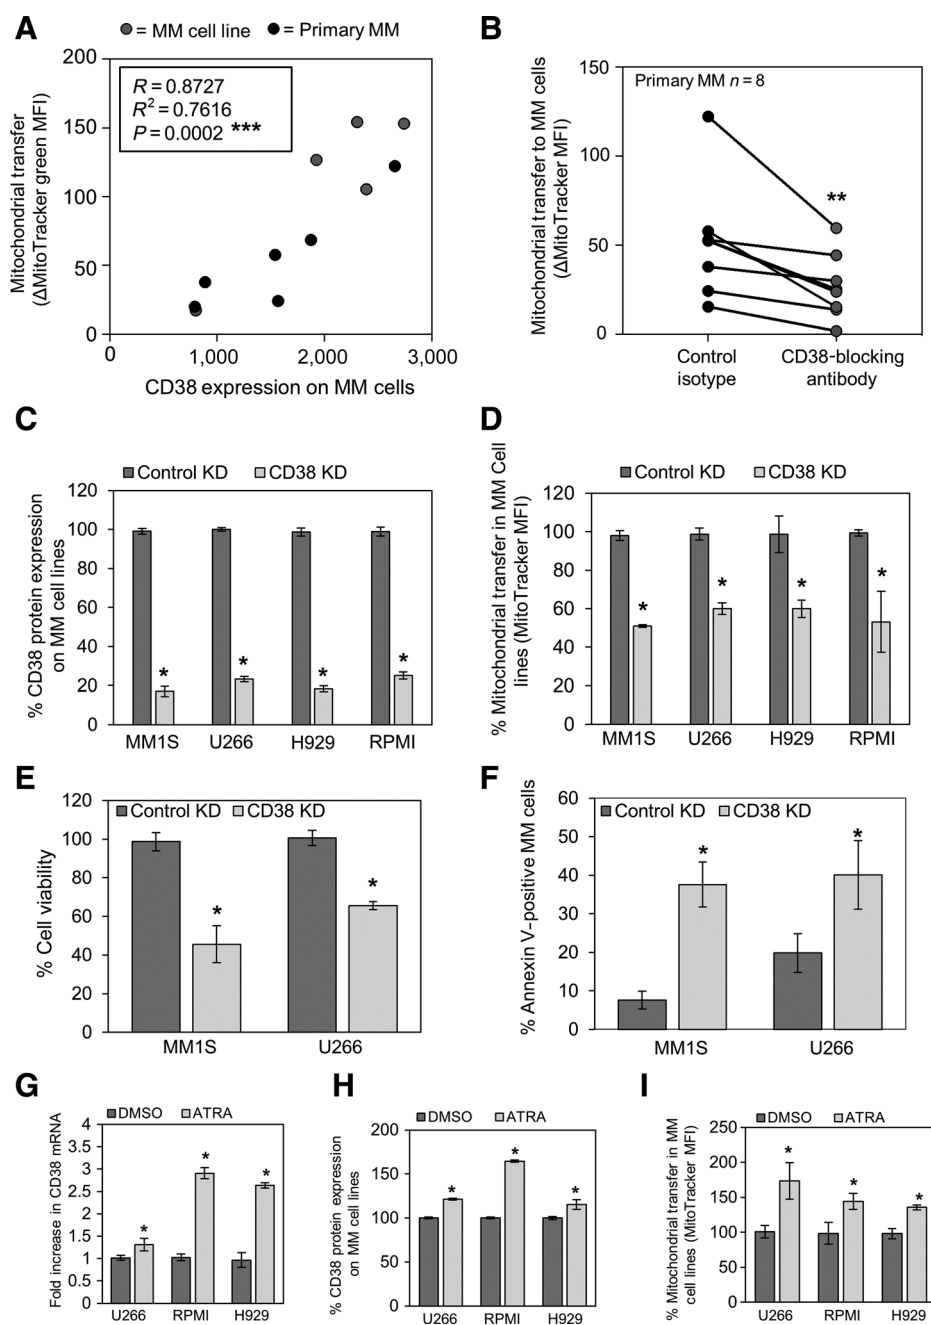 A
= MM cell line = Primary MM
Mitochondrial transfer
(ΔMitoTracker green MFI)
200
150
100
50
0
R = 0.8727
R² = 0.7616
P = 0.0002 ***
0 1,000 2,000 3,000
CD38 expression on MM cells
B
Mitochondrial transfer to MM cells
(ΔMitoTracker MFI)
150
100
50
0
Primary MM n = 8
**
Control
isotype
CD38-blocking
antibody
C
Control KD CD38 KD
% CD38 protein expression
on MM cell lines
120
100
80
60
40
20
0
* * * *
MM1S U266 H929 RPMI
D
Control KD CD38 KD
% Mitochondrial transfer in MM Cell
lines (MitoTracker MFI)
120
100
80
60
40
20
0
* * * *
MM1S U266 H929 RPMI
E
% Cell viability
120
100
80
60
40
20
0
Control KD CD38 KD
* *
MM1S U266
F
% Annexin V-positive MM cells
60
50
40
30
20
10
0
Control KD CD38 KD
* *
MM1S U266
G
DMSO ATRA
Fold increase in CD38 mRNA
4
3.5
3
2.5
2
1.5
1
0.5
0
* * *
U266 RPMI H929
H
DMSO ATRA
% CD38 protein expression
on MM cell lines
200
150
100
50
0
* * *
U266 RPMI H929
I
DMSO ATRA
% Mitochondrial transfer in MM
cell lines (MitoTracker MFI)
250
200
150
100
50
0
* * *
U266 RPMI H929